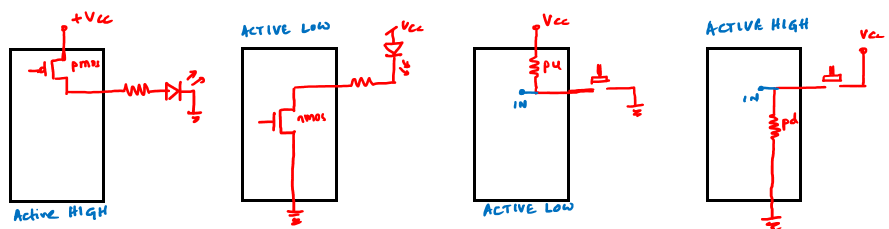 +Vcc
pmos
Active HIGH
ACTIVE LOW
Vcc
nmos
Vcc
pu
IN
ACTIVE LOW
ACTIVE HIGH
Vcc
IN
pd